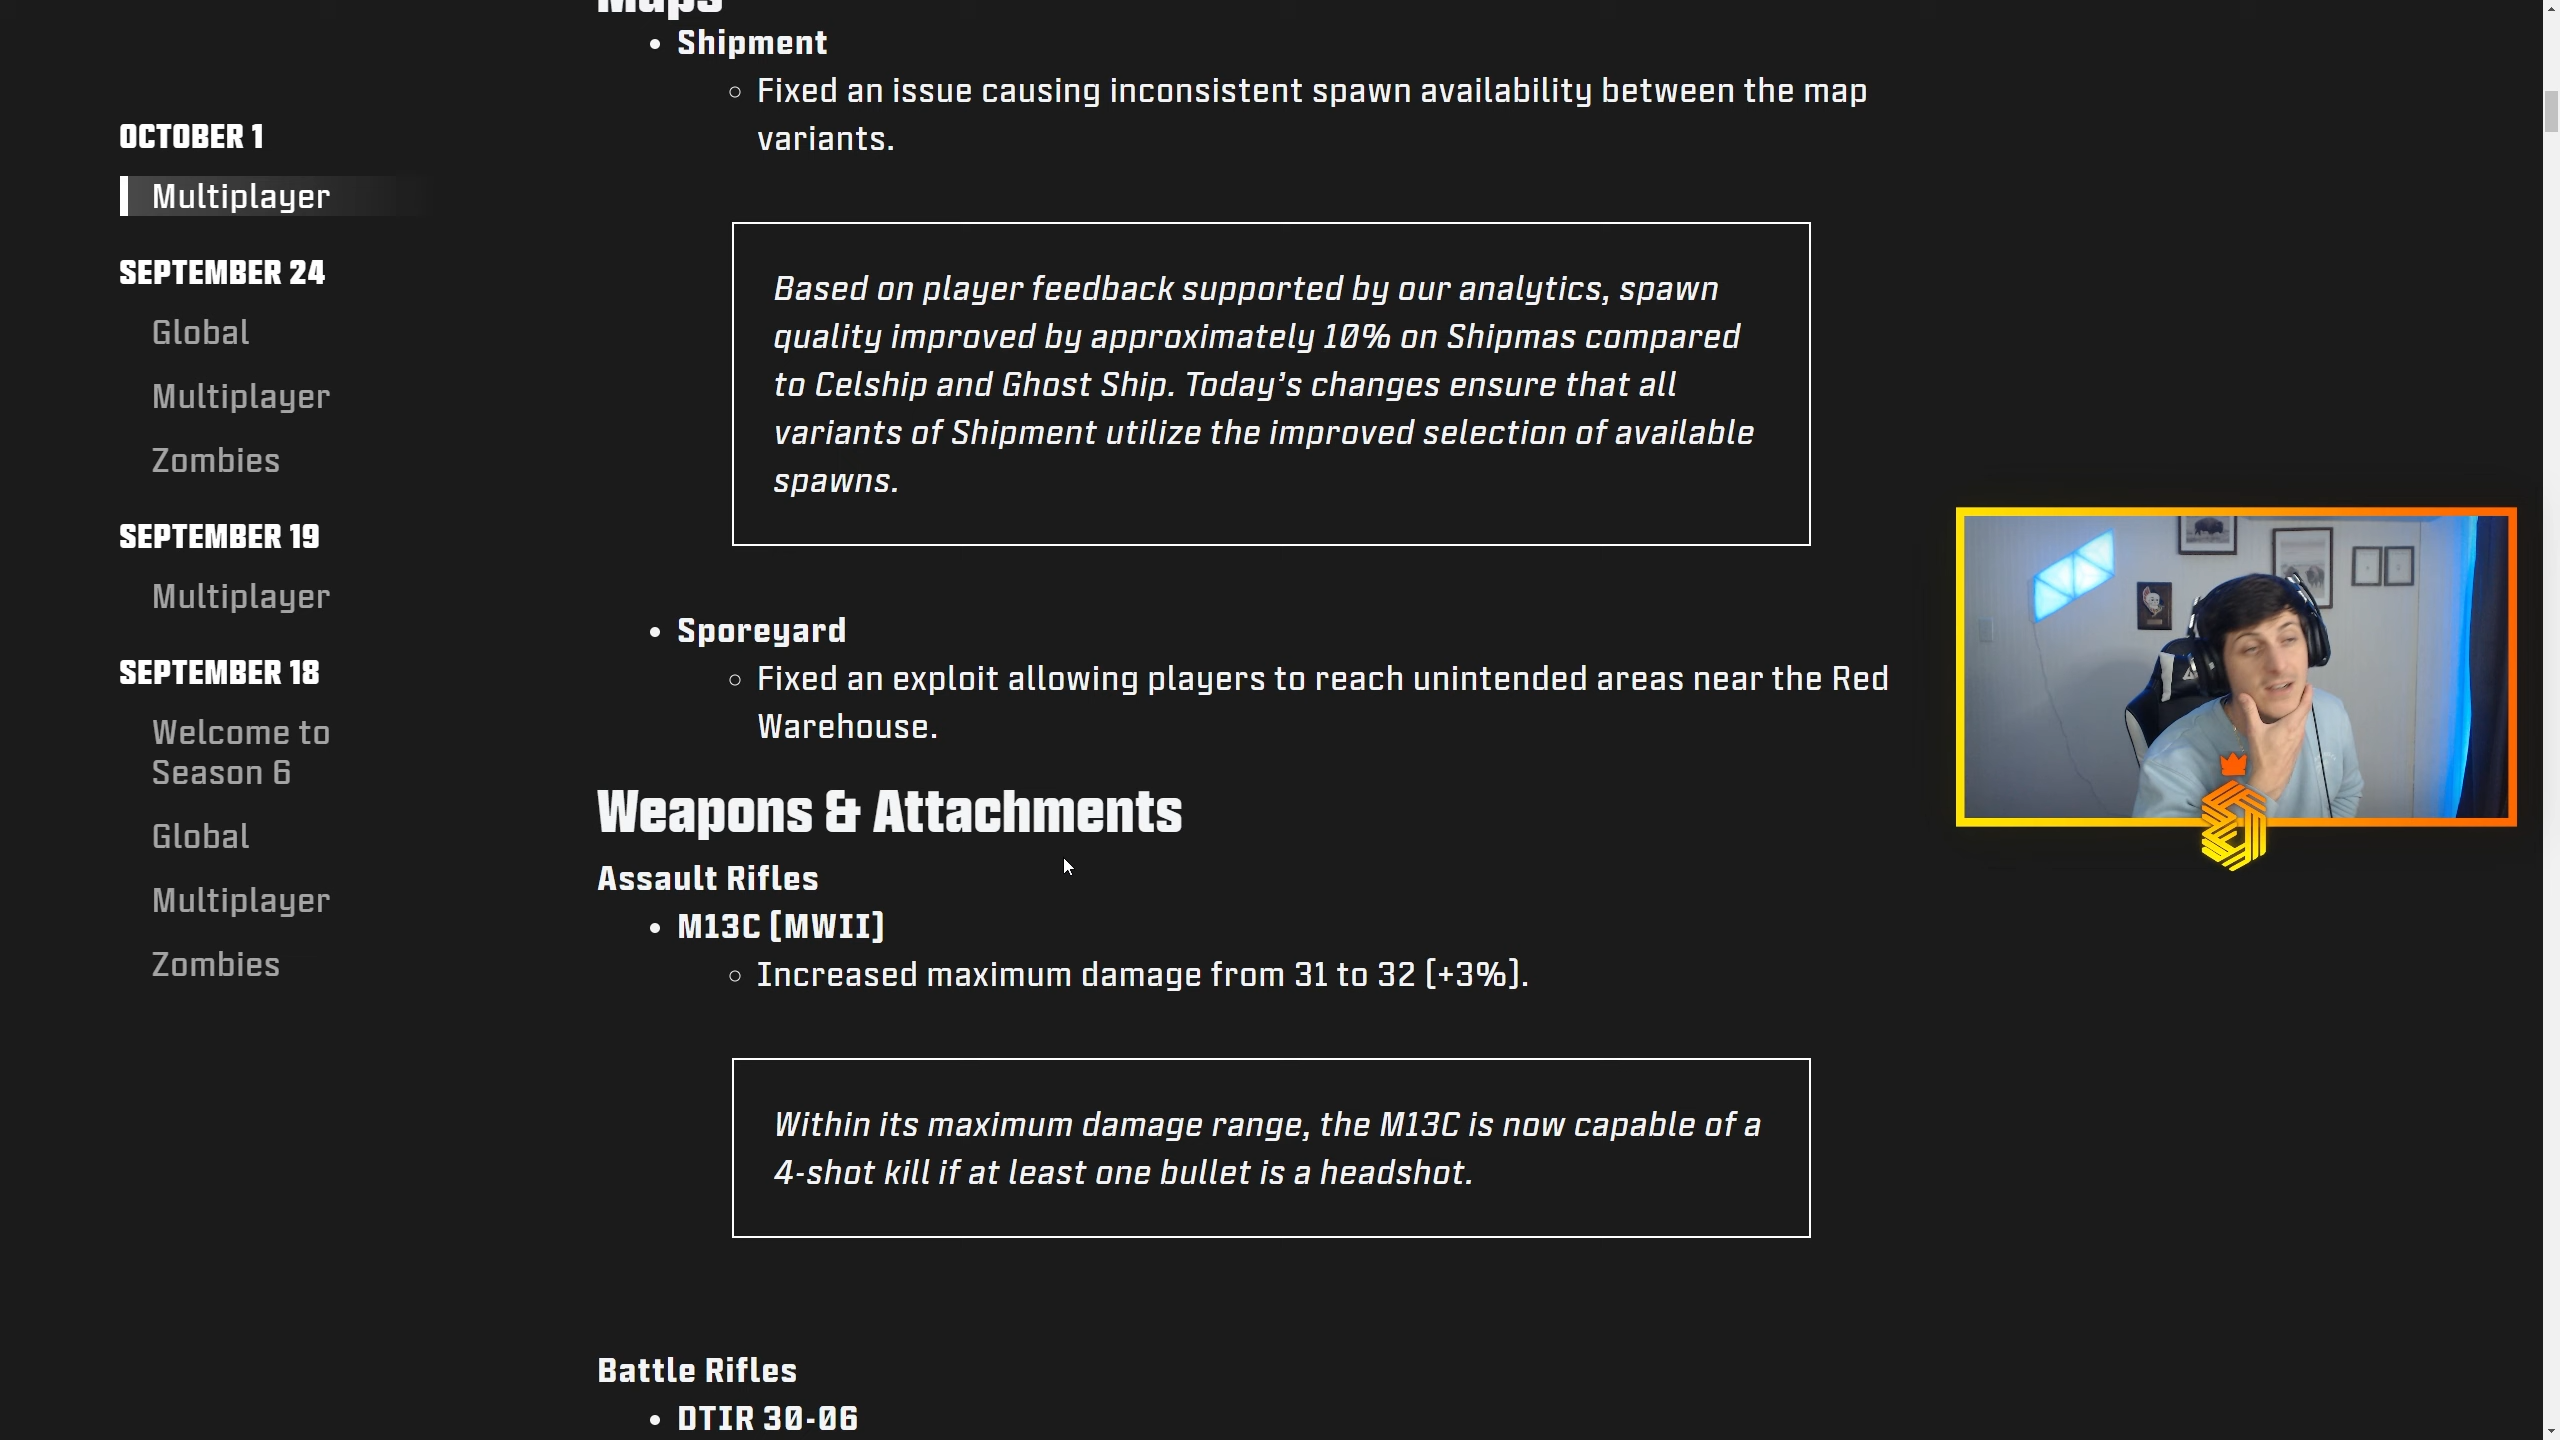 Maps
Shipment
Fixed an issue causing inconsistent spawn availability between the map
variants.
OCTOBER 1
Multiplayer
SEPTEMBER 24
Global
Multiplayer
Zombies
SEPTEMBER 19
Multiplayer
SEPTEMBER 18
Welcome to
Season 6
Global
Multiplayer
Zombies
Based on player feedback supported by our analytics, spawn
quality improved by approximately 10% on Shipmas compared
to Celship and Ghost Ship. Today’s changes ensure that all
variants of Shipment utilize the improved selection of available
spawns.
Sporeyard
Fixed an exploit allowing players to reach unintended areas near the Red
Warehouse.
Weapons & Attachments
Assault Rifles
M13C (MWII)
Increased maximum damage from 31 to 32 (+3%).
Within its maximum damage range, the M13C is now capable of a
4-shot kill if at least one bullet is a headshot.
Battle Rifles
DTIR 30-06